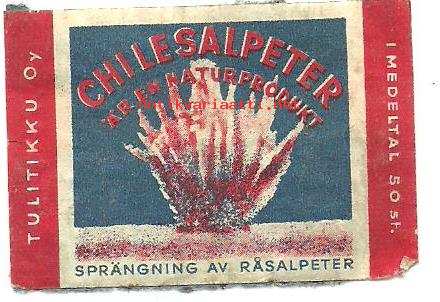 CHILESALPETER
ÄR EN NATURPRODUKT
TULITIKKU OY
I MEDELTAL 50 st.
SPRÄNGNING AV RÅSALPETER